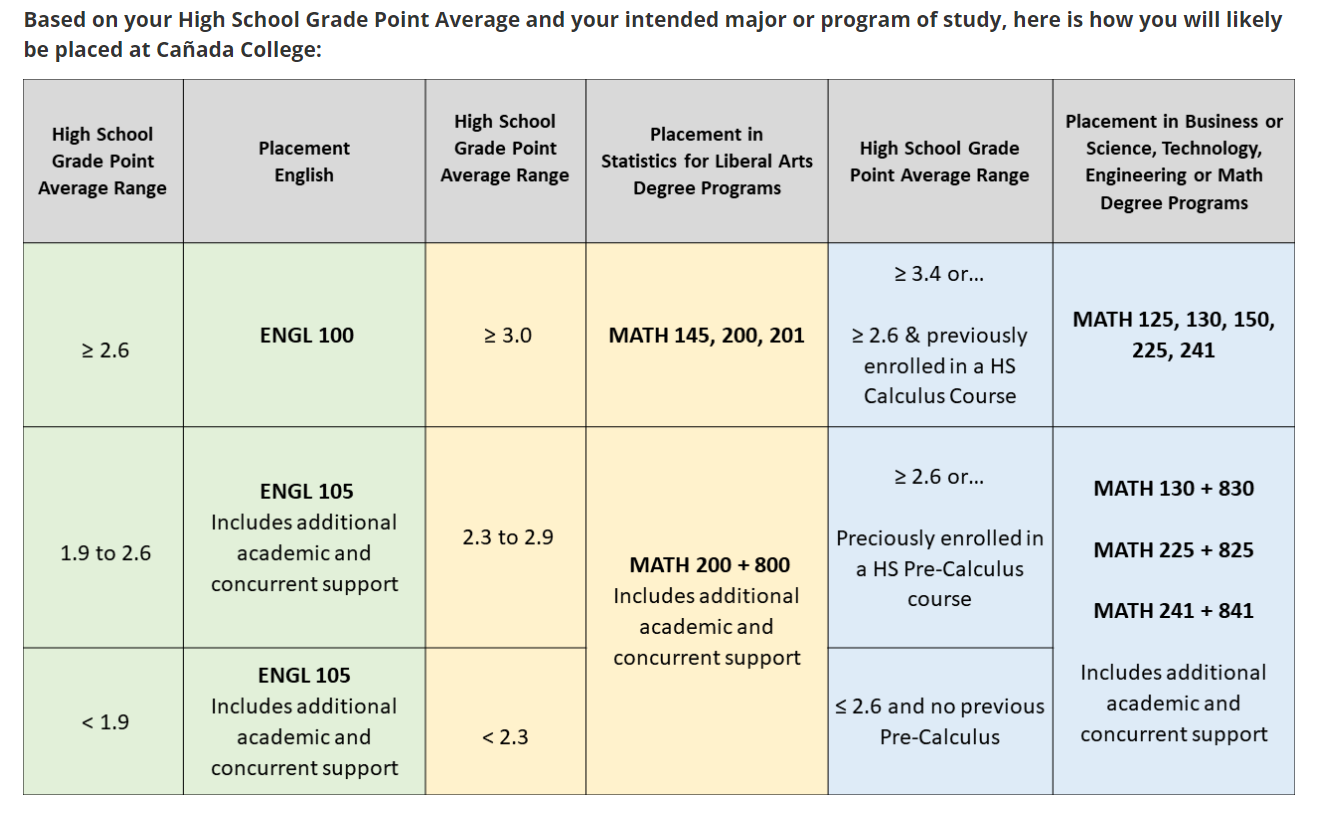 Based on your High School Grade Point Average and your intended major or program of study, here is how you will likely
be placed at Cañada College:
High School
Grade Point
Average Range
Placement
English
High School
Grade Point
Average Range
Placement in
Statistics for Liberal Arts
Degree Programs
High School Grade
Point Average Range
Placement in Business or
Science, Technology,
Engineering or Math
Degree Programs
≥ 2.6
ENGL 100
≥ 3.0
MATH 145, 200, 201
≥ 3.4 or...
≥ 2.6 & previously
enrolled in a HS
Calculus Course
MATH 125, 130, 150,
225, 241
1.9 to 2.6
ENGL 105
Includes additional
academic and
concurrent support
2.3 to 2.9
MATH 200 + 800
Includes additional
academic and
concurrent support
≥ 2.6 or...
Preciously enrolled in
a HS Pre-Calculus
course
MATH 130 + 830
MATH 225 + 825
MATH 241 + 841
Includes additional
academic and
concurrent support
< 1.9
ENGL 105
Includes additional
academic and
concurrent support
< 2.3
≤ 2.6 and no previous
Pre-Calculus